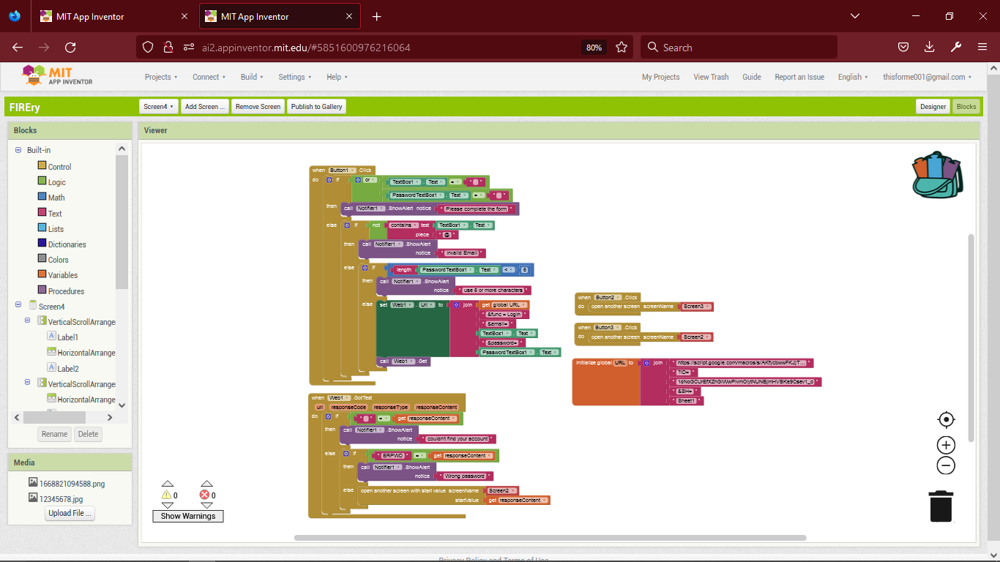 MIT App Inventor
MIT App Inventor
ai2.appinventor.mit.edu/#5851600976216064
80%
Search
MIT
APP INVENTOR
Projects
Connect
Build
Settings
Help
My Projects
View Trash
Guide
Report an Issue
English
thisforme001@gmail.com
FIREry
Screen4
Add Screen ...
Remove Screen
Publish to Gallery
Designer
Blocks
Blocks
Built-in
Control
Logic
Math
Text
Lists
Dictionaries
Colors
Variables
Procedures
Screen4
VerticalScrollArrange
Label1
HorizontalArrange
Label2
VerticalScrollArrange
HorizontalArrange
Rename
Delete
Media
1668821094588.png
12345678.jpg
Upload File ...
Viewer
when Button1 .Click
do if or TextBox1 . Text = " "
PasswordTextBox1 . Text = " "
then call Notifier1 .ShowAlert notice " Please complete the form "
else if not contains text TextBox1 . Text
piece " @ "
then call Notifier1 .ShowAlert
notice " Invalid Email "
else if length PasswordTextBox1 . Text < 6
then call Notifier1 .ShowAlert
notice " use 6 or more characters "
else set Web1 . Url to join get global URL
" &func = Login "
" &email= "
TextBox1 . Text
" &password= "
PasswordTextBox1 . Text
call Web1 .Get
when Web1 .GotText
url responseCode responseType responseContent
do if " " = get responseContent
then call Notifier1 .ShowAlert
notice " couldn't find your account "
else if " ERPWD " = get responseContent
then call Notifier1 .ShowAlert
notice " Wrong password "
else open another screen with start value screenName Screen2
startValue get responseContent
when Button2 .Click
do open another screen screenName Screen3
when Button3 .Click
do open another screen screenName Screen2
initialize global URL to join
" ?ID= "
" &SH= "
" Sheet1 "
0
0
Show Warnings
Privacy Policy and Terms of Use